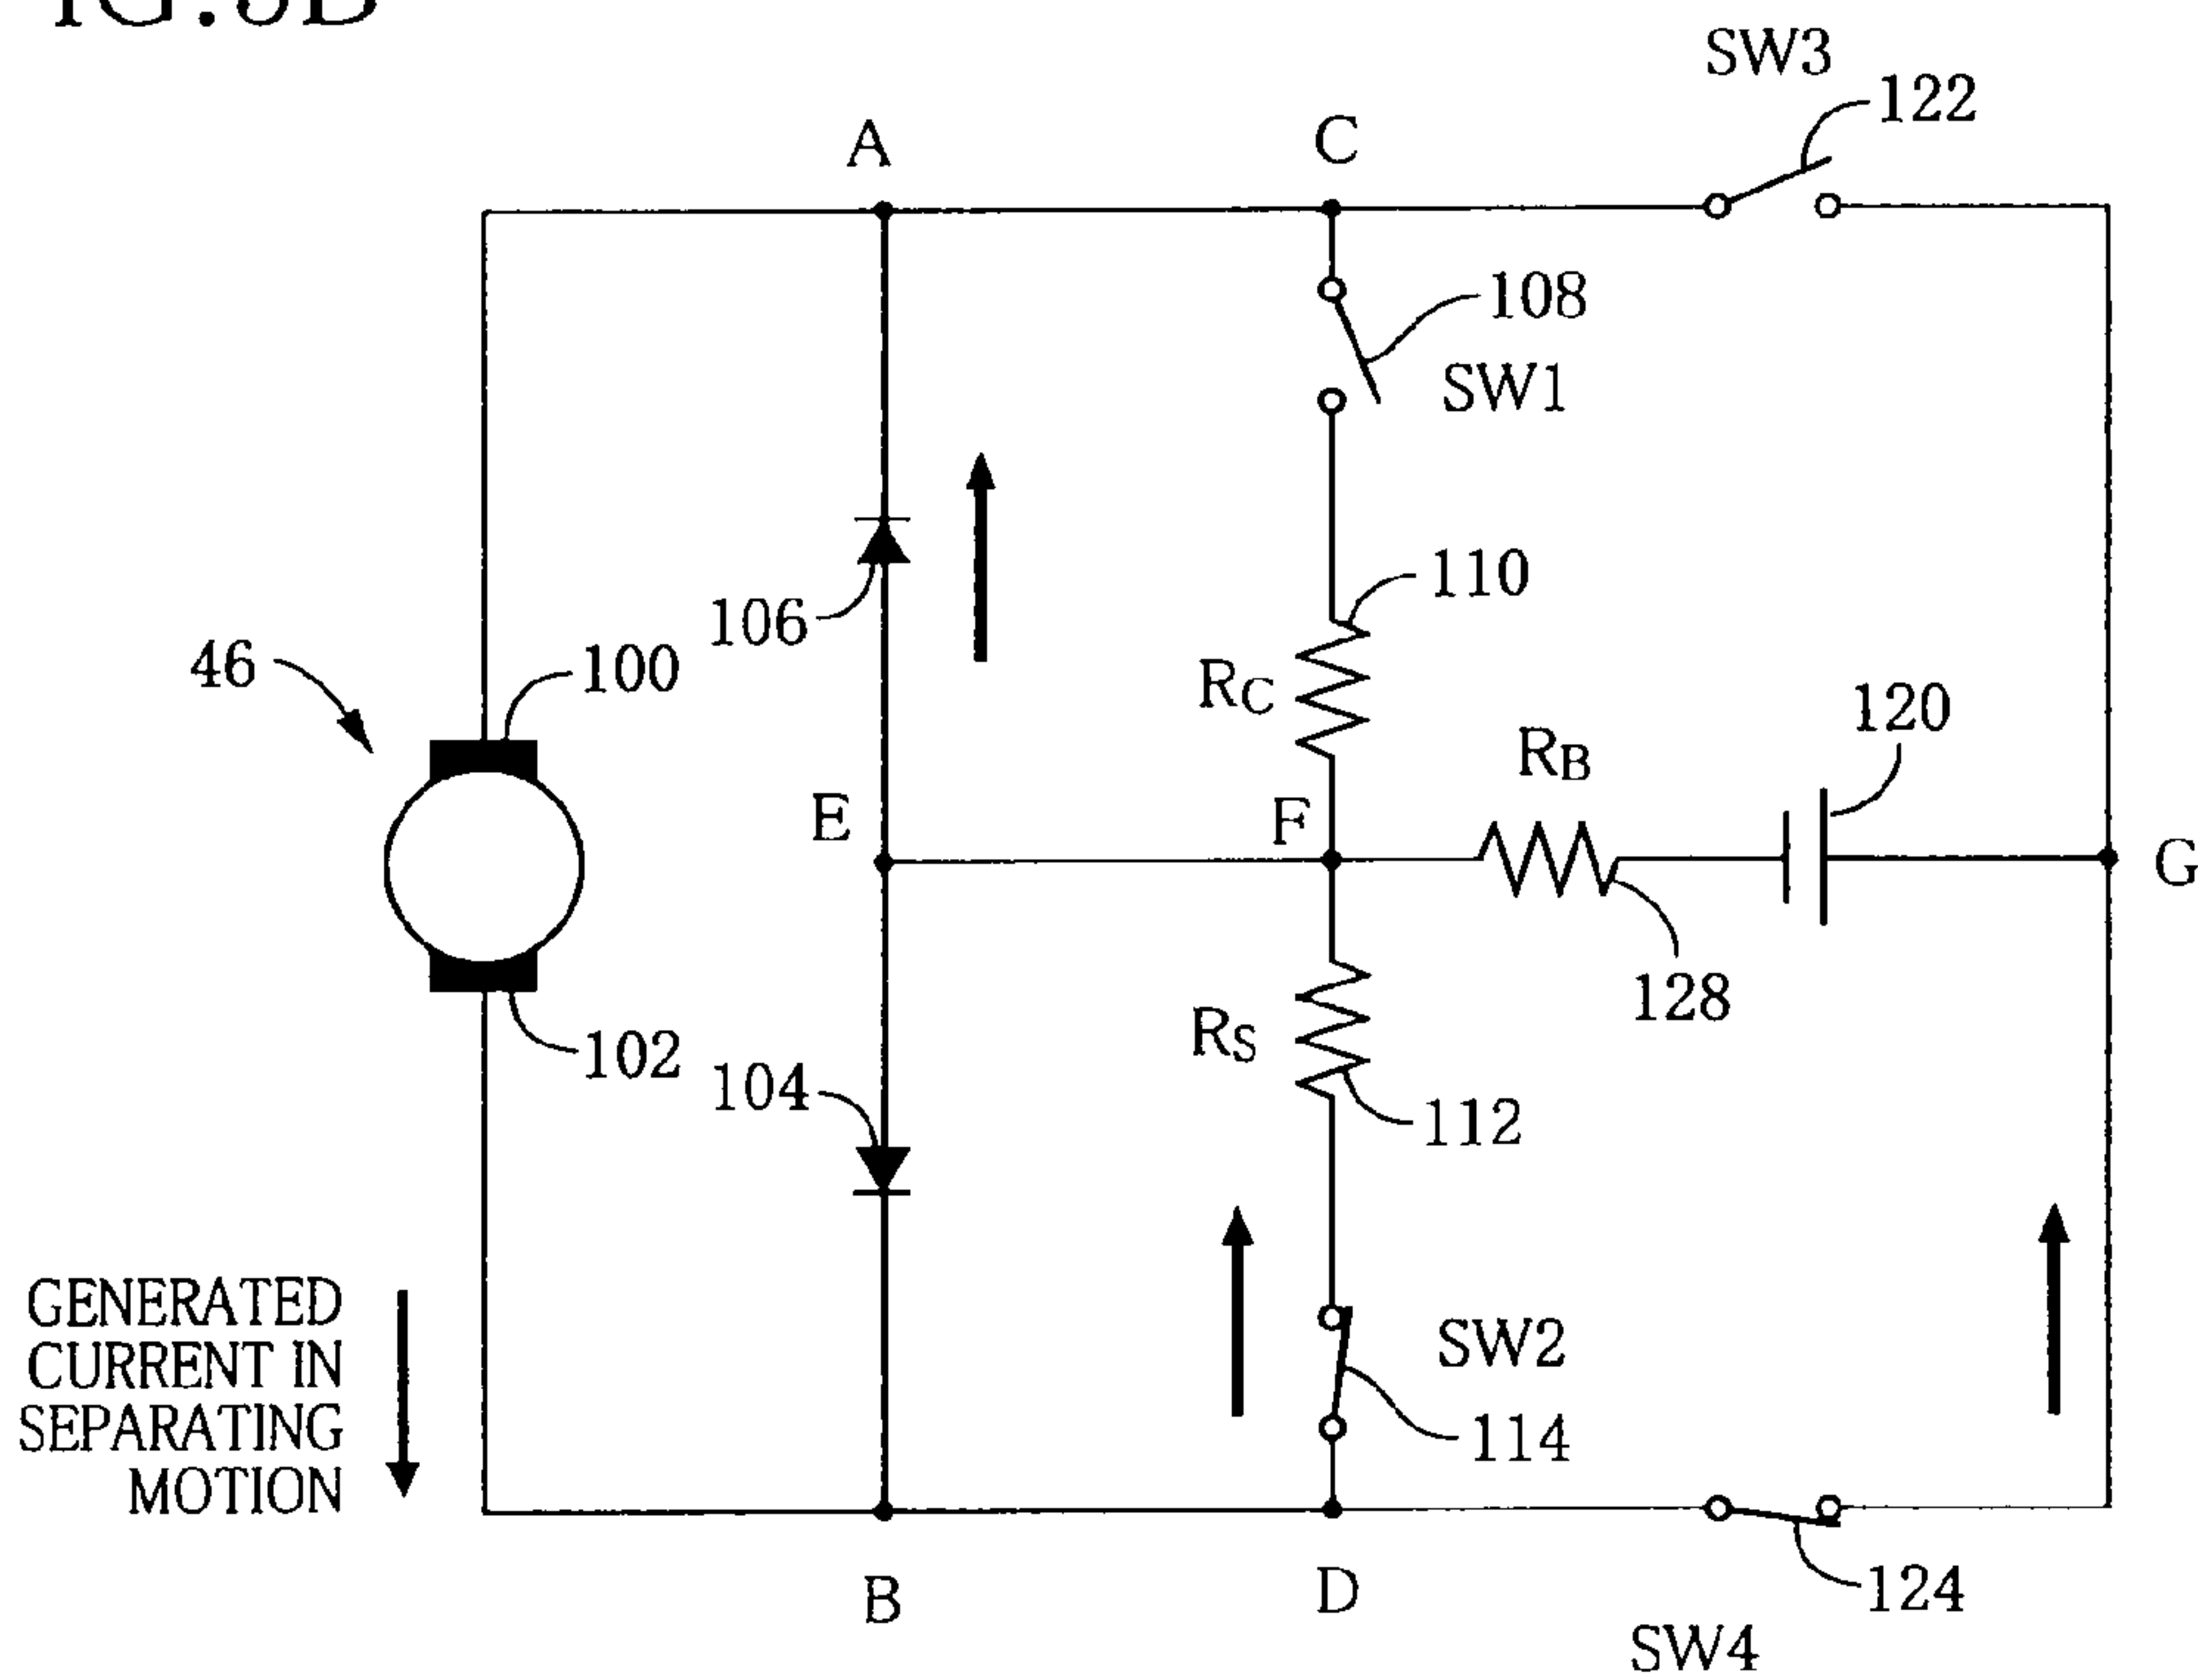 SW3
122
A
C
108
SW1
110
106
46
100
RC
120
RB
E
F
G
128
102
RS
104
112
GENERATED
CURRENT IN
SEPARATING
MOTION
SW2
114
B
D
124
SW4